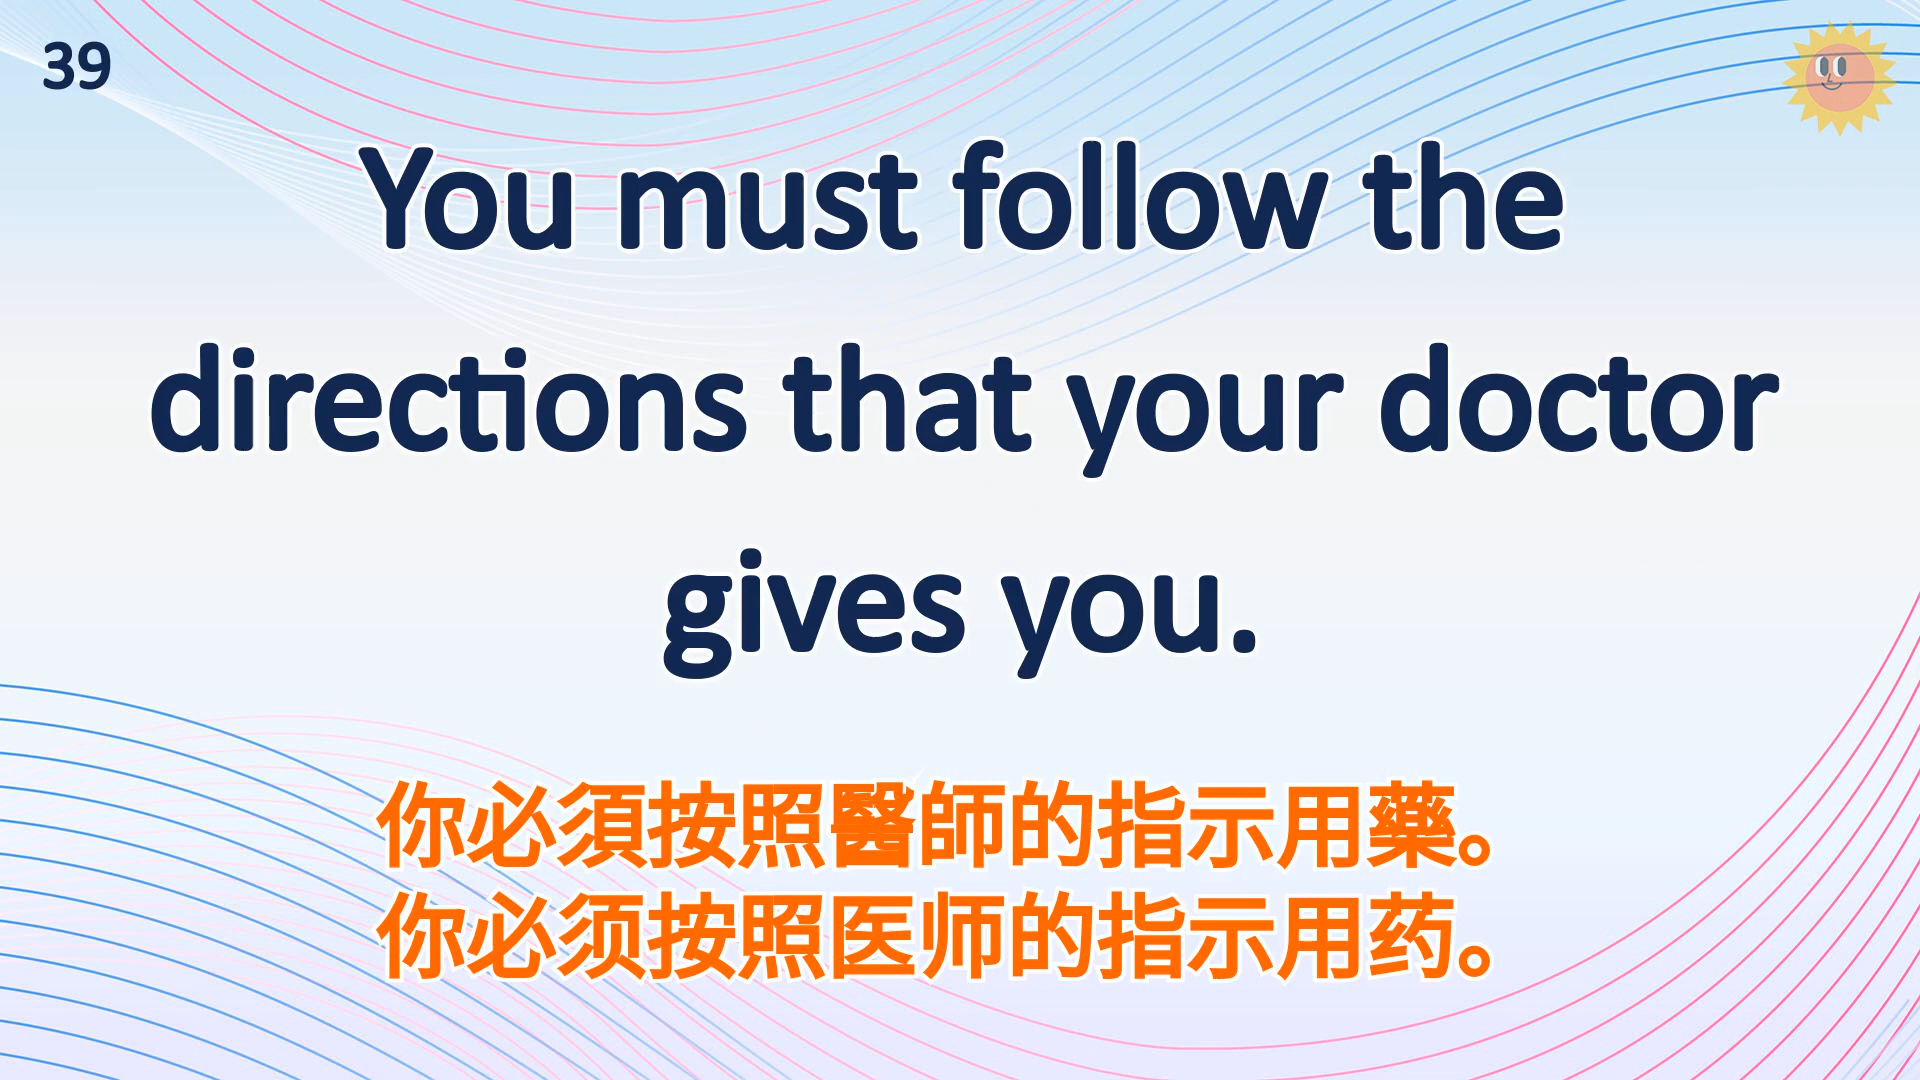 39
You must follow the
directions that your doctor
gives you.
你必須按照醫師的指示用藥。
你必须按照医师的指示用药。